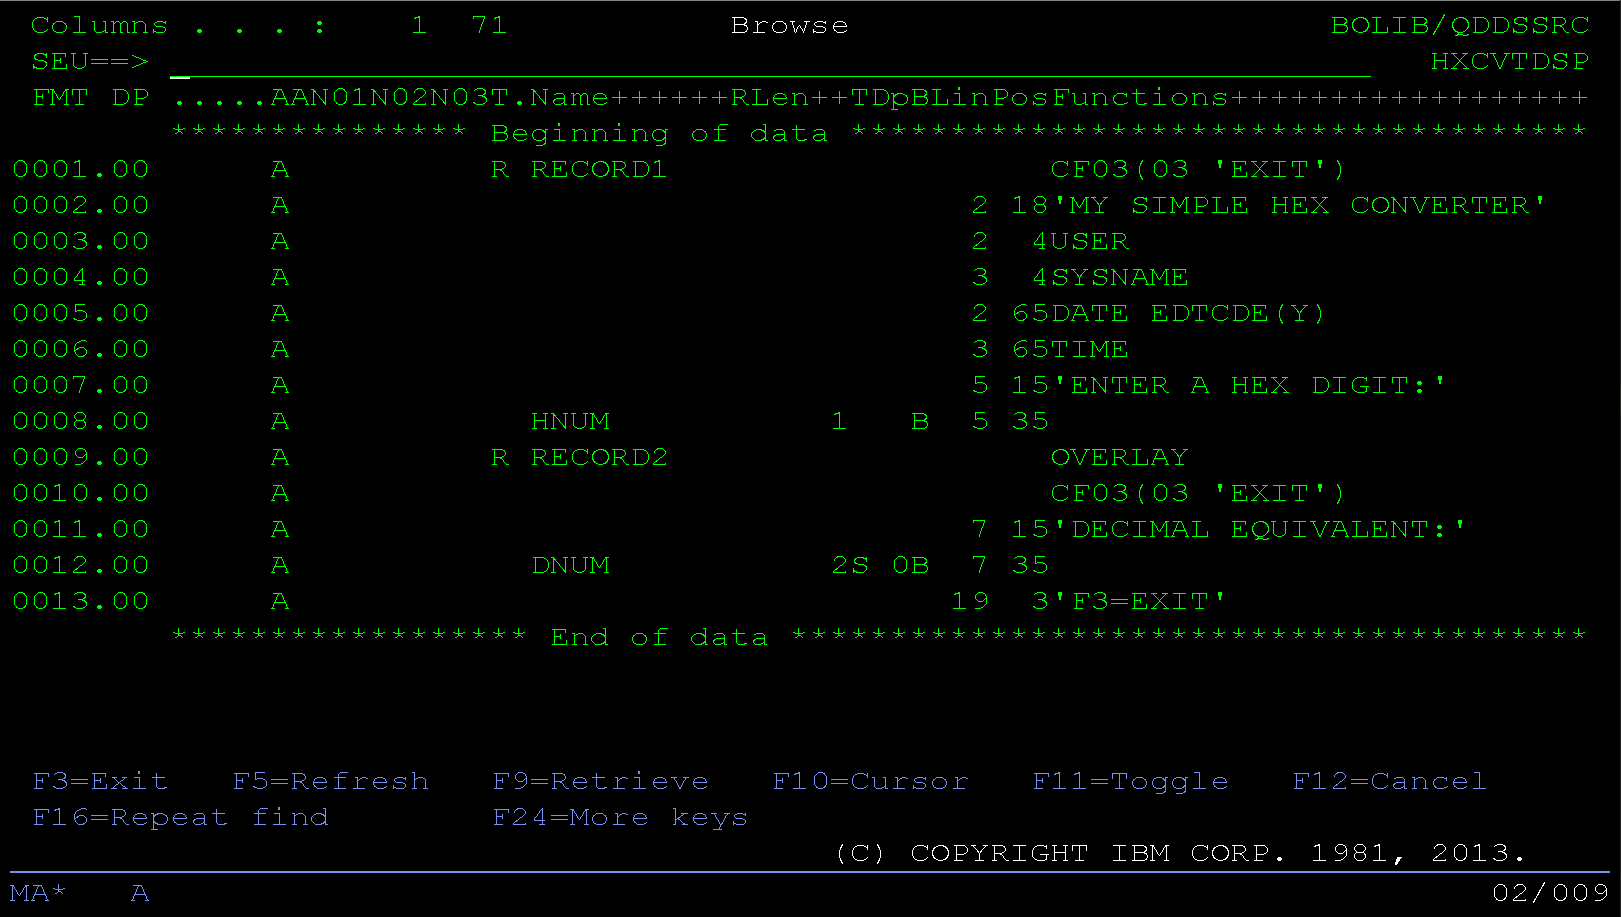 Columns . . . :    1  71           Browse                        BOLIB/QDDSSRC
SEU==>                                                                HXCVTDSP
FMT DP .....AAN01N02N03T.Name++++++RLen++TDpBLinPosFunctions++++++++++++++++++
*************** Beginning of data *************************************
0001.00      A          R RECORD1                   CF03(03 'EXIT')
0002.00      A                                  2 18'MY SIMPLE HEX CONVERTER'
0003.00      A                                  2  4USER
0004.00      A                                  3  4SYSNAME
0005.00      A                                  2 65DATE EDTCDE(Y)
0006.00      A                                  3 65TIME
0007.00      A                                  5 15'ENTER A HEX DIGIT:'
0008.00      A            HNUM           1   B  5 35
0009.00      A          R RECORD2                   OVERLAY
0010.00      A                                      CF03(03 'EXIT')
0011.00      A                                  7 15'DECIMAL EQUIVALENT:'
0012.00      A            DNUM           2S 0B  7 35
0013.00      A                                 19  3'F3=EXIT'
****************** End of data ****************************************
F3=Exit   F5=Refresh   F9=Retrieve   F10=Cursor   F11=Toggle   F12=Cancel
F16=Repeat find        F24=More keys
(C) COPYRIGHT IBM CORP. 1981, 2013.
MA*   A                                                                   02/009